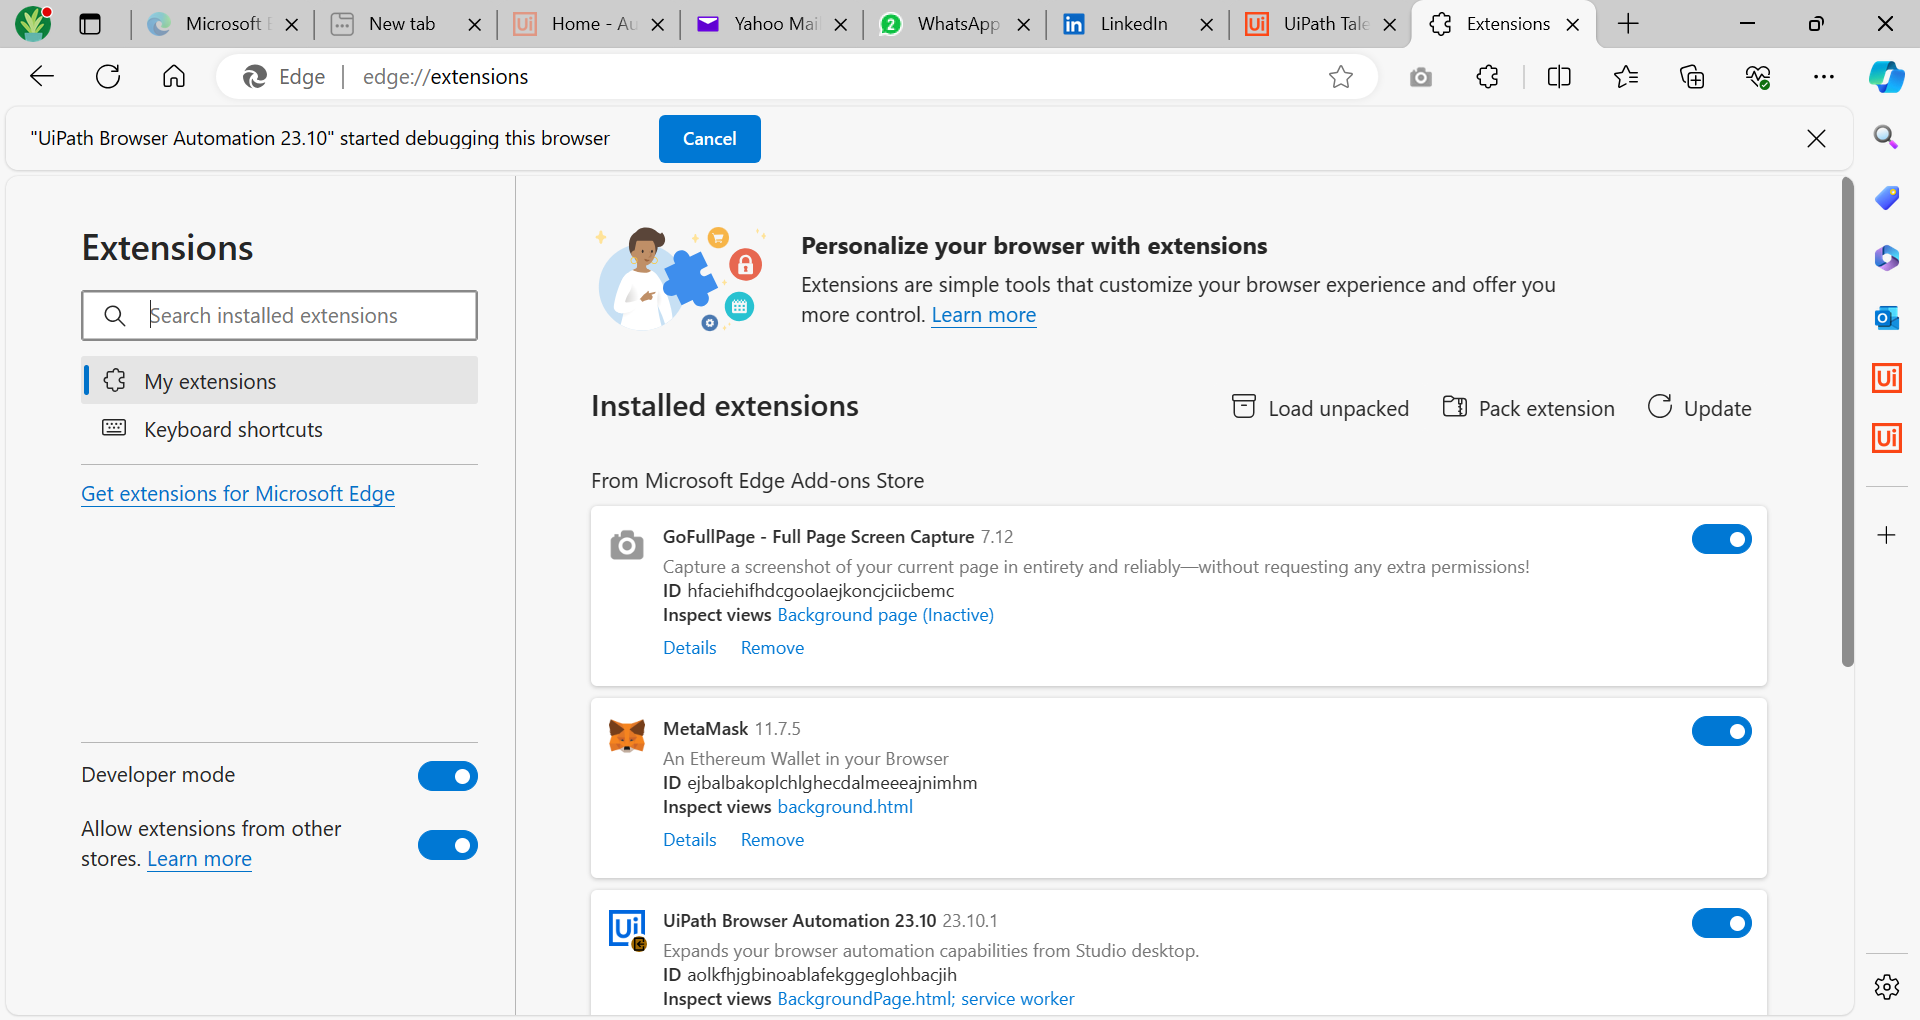 Microsoft E
New tab
Ui Home - Au
Yahoo Mail
2 WhatsApp
in LinkedIn
Ui UiPath Tale
Extensions
Edge edge://extensions
"UiPath Browser Automation 23.10" started debugging this browser
Cancel
Extensions
Search installed extensions
My extensions
Keyboard shortcuts
Get extensions for Microsoft Edge
Developer mode
Allow extensions from other
stores. Learn more
Personalize your browser with extensions
Extensions are simple tools that customize your browser experience and offer you
more control. Learn more
Installed extensions
Load unpacked
Pack extension
Update
From Microsoft Edge Add-ons Store
GoFullPage - Full Page Screen Capture 7.12
Capture a screenshot of your current page in entirety and reliably—without requesting any extra permissions!
ID hfaciehifhdcgoolaejkoncjciicbemc
Inspect views Background page (Inactive)
Details Remove
MetaMask 11.7.5
An Ethereum Wallet in your Browser
ID ejbalbakoplchlghecdalmeeeajnimhm
Inspect views background.html
Details Remove
Ui UiPath Browser Automation 23.10 23.10.1
Expands your browser automation capabilities from Studio desktop.
ID aolkfhjgbinoablafekggeglohbacjih
Inspect views BackgroundPage.html; service worker
Ui
Ui